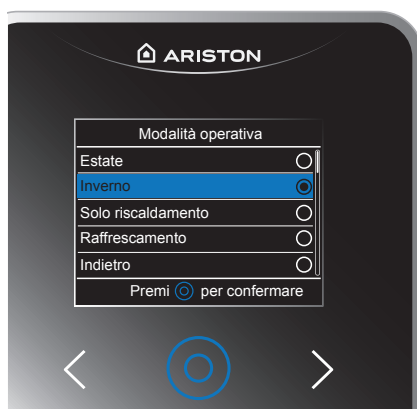 ARISTON
Modalità operativa
Estate
Inverno
Solo riscaldamento
Raffrescamento
Indietro
Premi per confermare